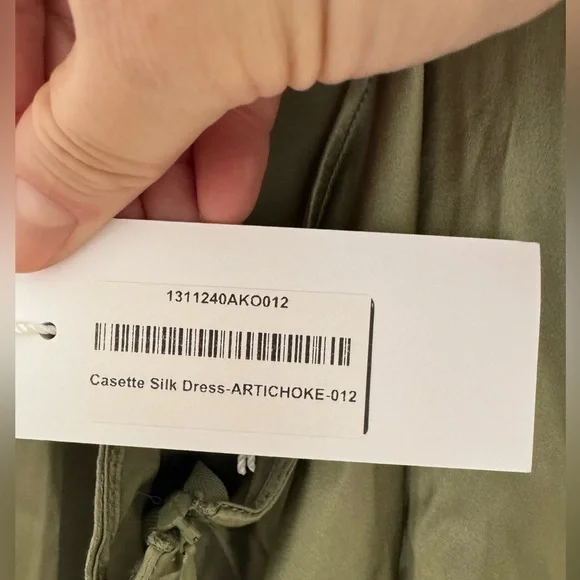 1311240AKO012
Casette Silk Dress-ARTICHOKE-012